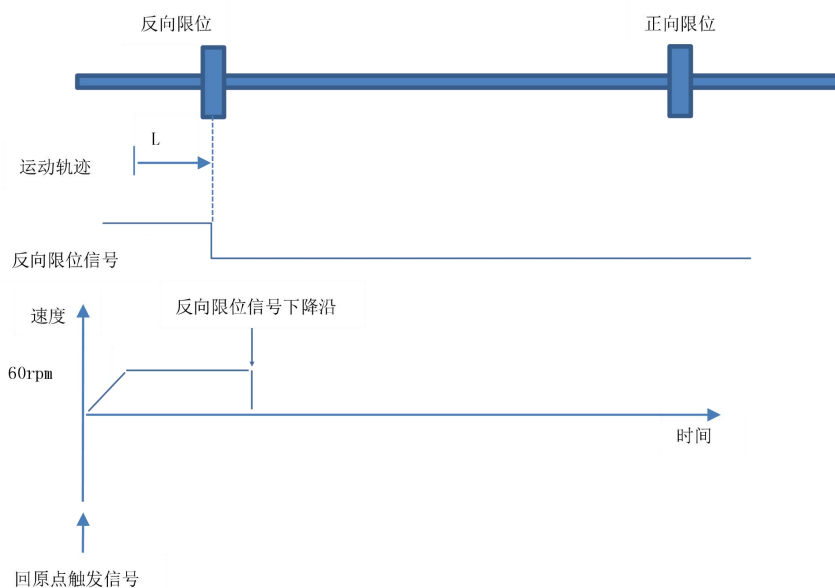 反向限位
正向限位
L
运动轨迹
反向限位信号
反向限位信号下降沿
速度
60rpm
时间
回原点触发信号